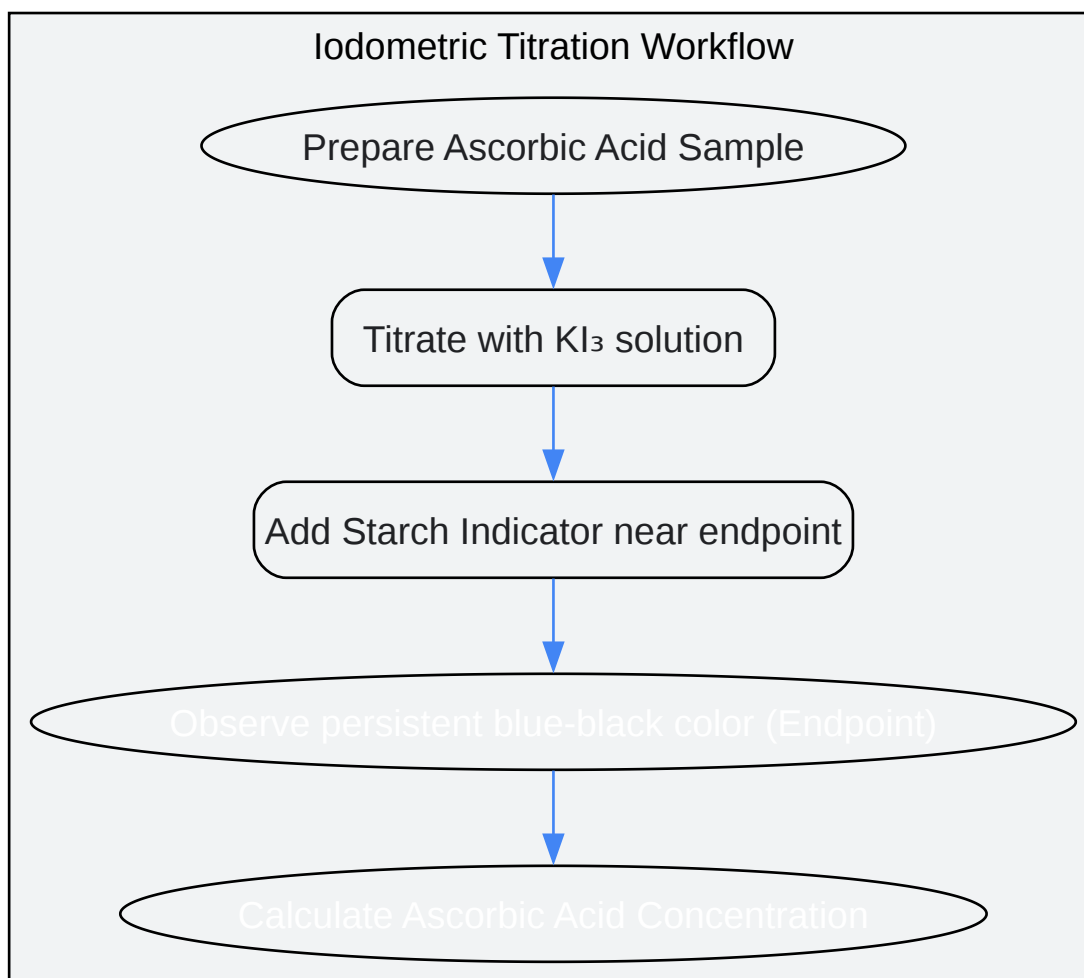 Iodometric Titration Workflow
Prepare Ascorbic Acid Sample
Titrate with KI₃ solution
Add Starch Indicator near endpoint
Observe persistent blue-black color (Endpoint)
Calculate Ascorbic Acid Concentration